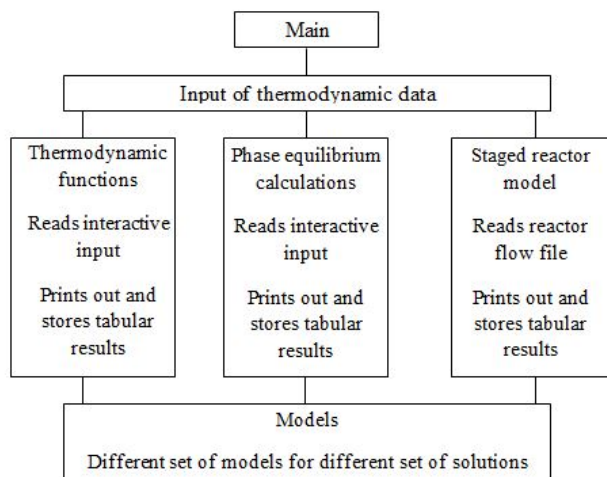 Main
Input of thermodynamic data
Thermodynamic
functions
Reads interactive
input
Prints out and
stores tabular
results
Phase equilibrium
calculations
Reads interactive
input
Prints out and
stores tabular
results
Staged reactor
model
Reads reactor
flow file
Prints out and
stores tabular
results
Models
Different set of models for different set of solutions